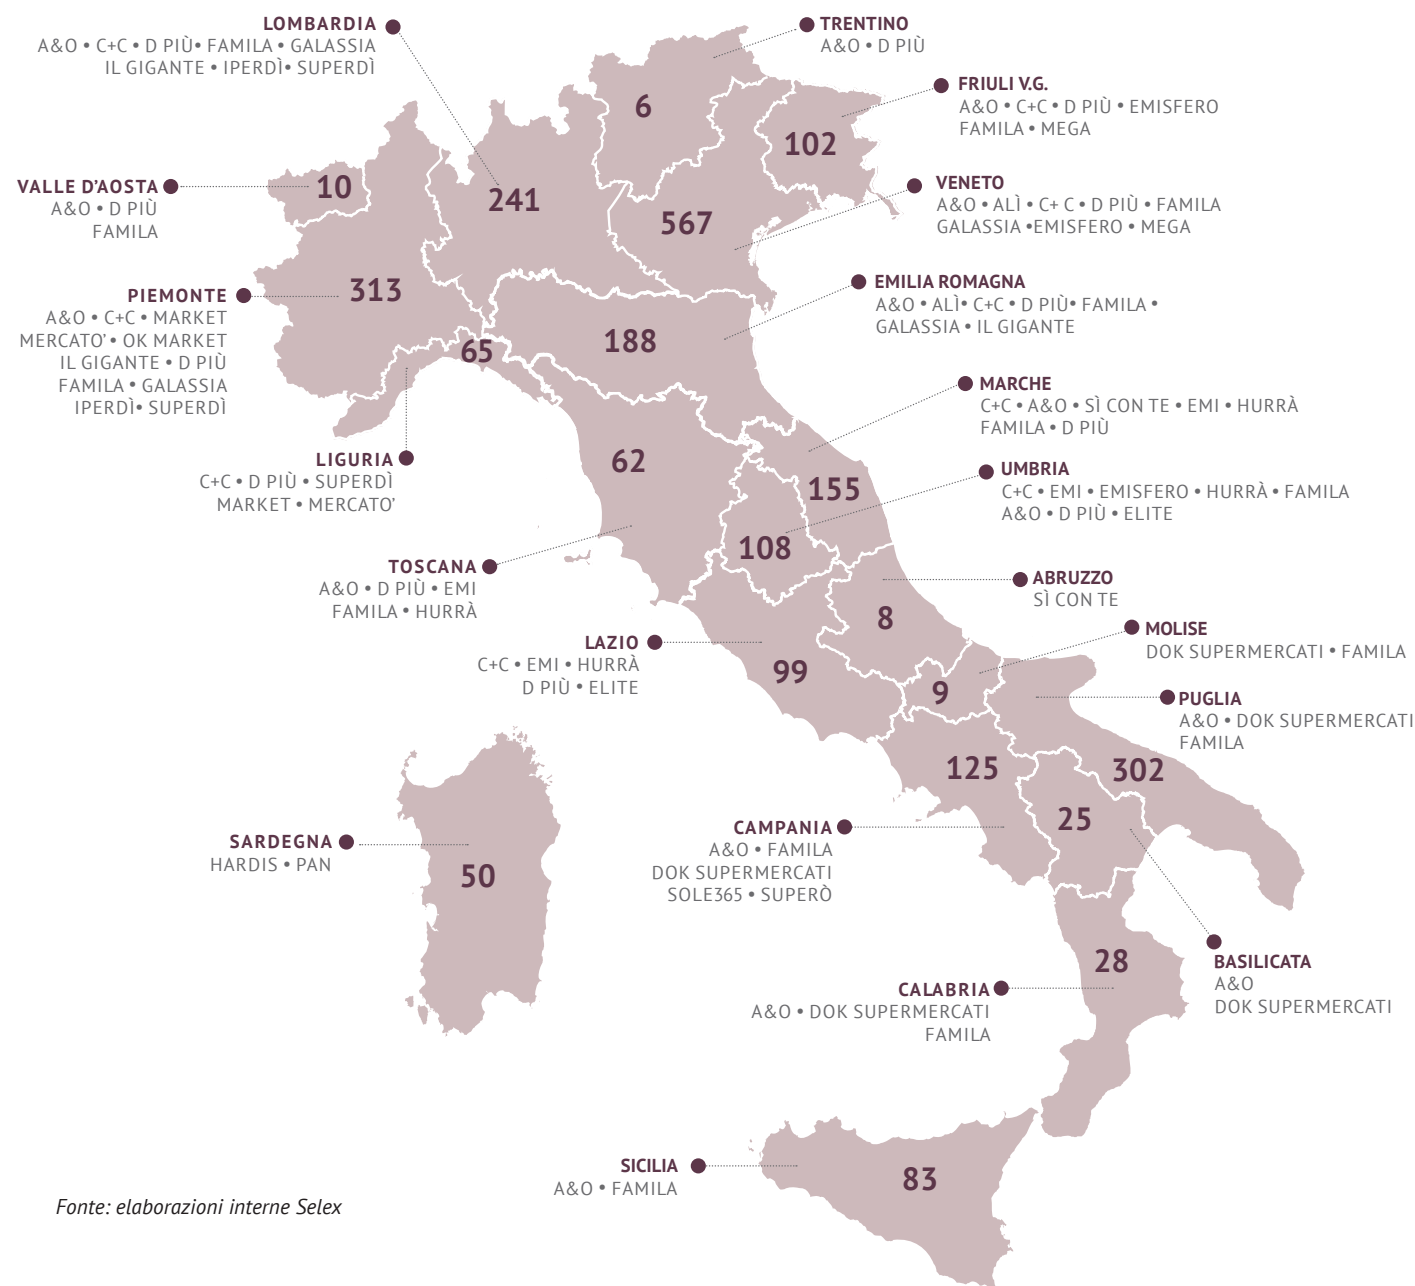 LOMBARDIA
A&O • C+C • D PIÙ• FAMILA • GALASSIA
IL GIGANTE • IPERDÌ• SUPERDÌ
TRENTINO
A&O • D PIÙ
6
FRIULI V.G.
A&O • C+C • D PIÙ • EMISFERO
FAMILA • MEGA
102
VALLE D'AOSTA
A&O • D PIÙ
FAMILA
10
241
567
VENETO
A&O • ALÌ • C+ C • D PIÙ • FAMILA
GALASSIA •EMISFERO • MEGA
PIEMONTE
A&O • C+C • MARKET
MERCATO' • OK MARKET
IL GIGANTE • D PIÙ
FAMILA • GALASSIA
IPERDÌ• SUPERDÌ
313
EMILIA ROMAGNA
A&O • ALÌ• C+C • D PIÙ• FAMILA •
GALASSIA • IL GIGANTE
188
65
LIGURIA
C+C • D PIÙ • SUPERDÌ
MARKET • MERCATO'
MARCHE
C+C • A&O • SÌ CON TE • EMI • HURRÀ
FAMILA • D PIÙ
155
62
UMBRIA
C+C • EMI • EMISFERO • HURRÀ • FAMILA
A&O • D PIÙ • ELITE
108
TOSCANA
A&O • D PIÙ • EMI
FAMILA • HURRÀ
ABRUZZO
SÌ CON TE
8
LAZIO
C+C • EMI • HURRÀ
D PIÙ • ELITE
99
MOLISE
DOK SUPERMERCATI • FAMILA
9
PUGLIA
A&O • DOK SUPERMERCATI
FAMILA
302
125
25
CAMPANIA
A&O • FAMILA
DOK SUPERMERCATI
SOLE365 • SUPERÒ
SARDEGNA
HARDIS • PAN
50
BASILICATA
A&O
DOK SUPERMERCATI
28
CALABRIA
A&O • DOK SUPERMERCATI
FAMILA
SICILIA
A&O • FAMILA
83
Fonte: elaborazioni interne Selex